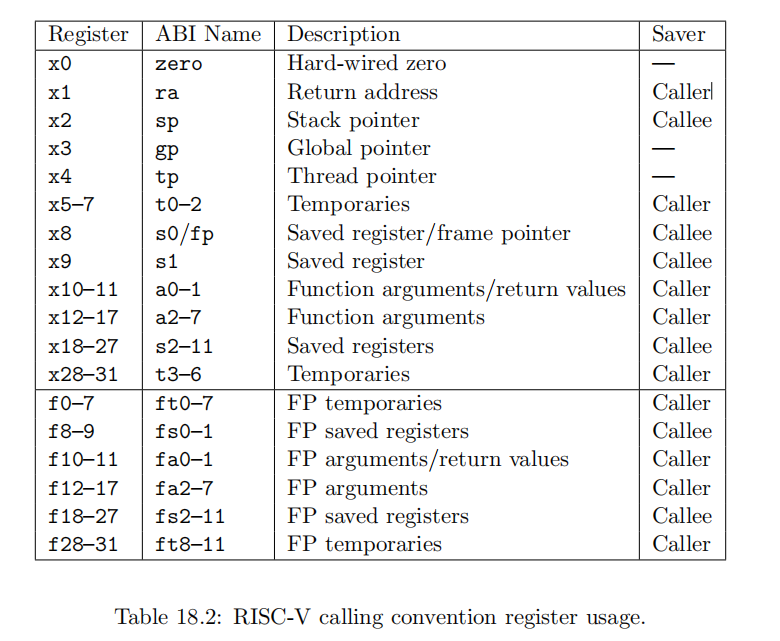 Register ABI Name Description Saver
x0 zero Hard-wired zero —
x1 ra Return address Caller
x2 sp Stack pointer Callee
x3 gp Global pointer —
x4 tp Thread pointer —
x5–7 t0–2 Temporaries Caller
x8 s0/fp Saved register/frame pointer Callee
x9 s1 Saved register Callee
x10–11 a0–1 Function arguments/return values Caller
x12–17 a2–7 Function arguments Caller
x18–27 s2–11 Saved registers Callee
x28–31 t3–6 Temporaries Caller
f0–7 ft0–7 FP temporaries Caller
f8–9 fs0–1 FP saved registers Callee
f10–11 fa0–1 FP arguments/return values Caller
f12–17 fa2–7 FP arguments Caller
f18–27 fs2–11 FP saved registers Callee
f28–31 ft8–11 FP temporaries Caller
Table 18.2: RISC-V calling convention register usage.